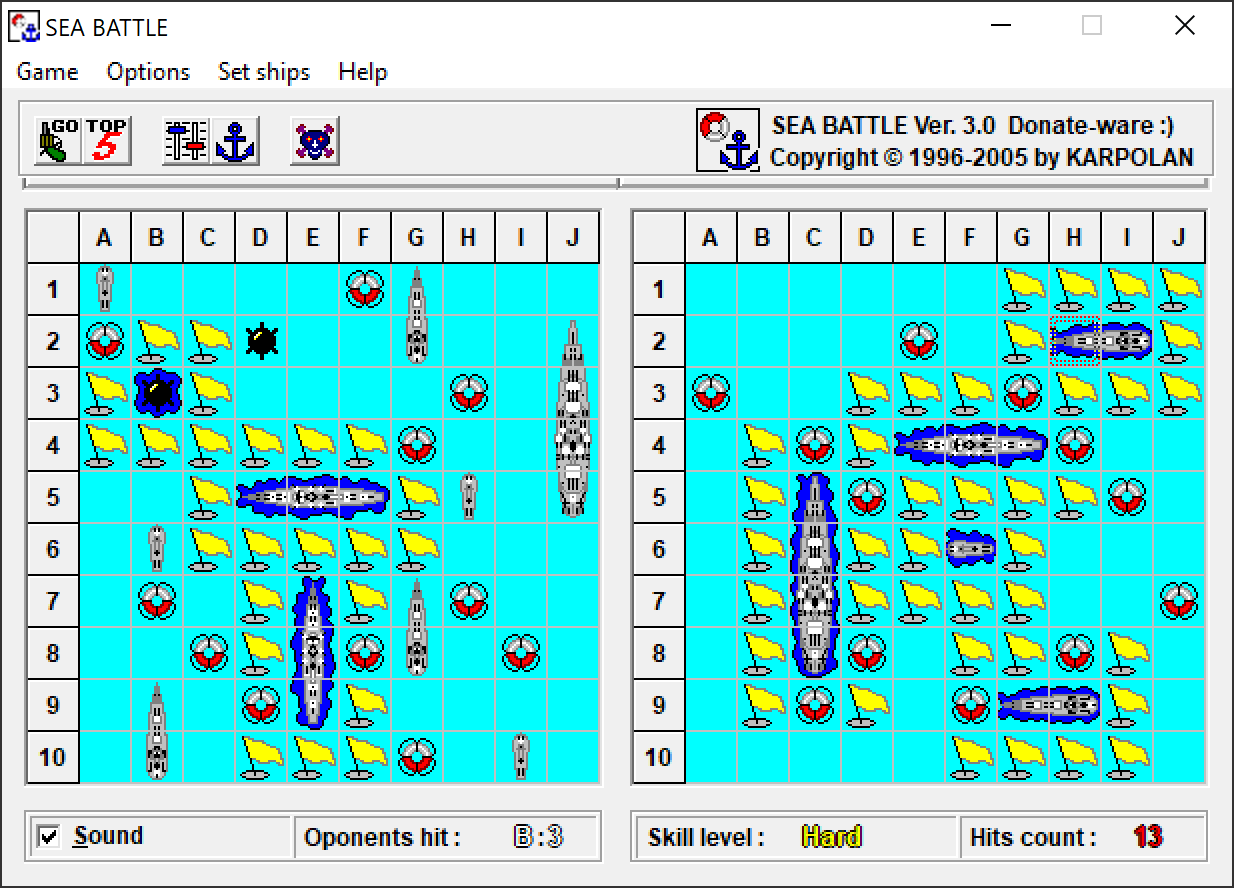 SEA BATTLE
Game Options Set ships Help
GO TOP 5
SEA BATTLE Ver. 3.0 Donate-ware :)
Copyright © 1996-2005 by KARPOLAN
A B C D E F G H I J
1
2
3
4
5
6
7
8
9
10
A B C D E F G H I J
1
2
3
4
5
6
7
8
9
10
Sound
Oponents hit : B:3
Skill level : Hard
Hits count : 13